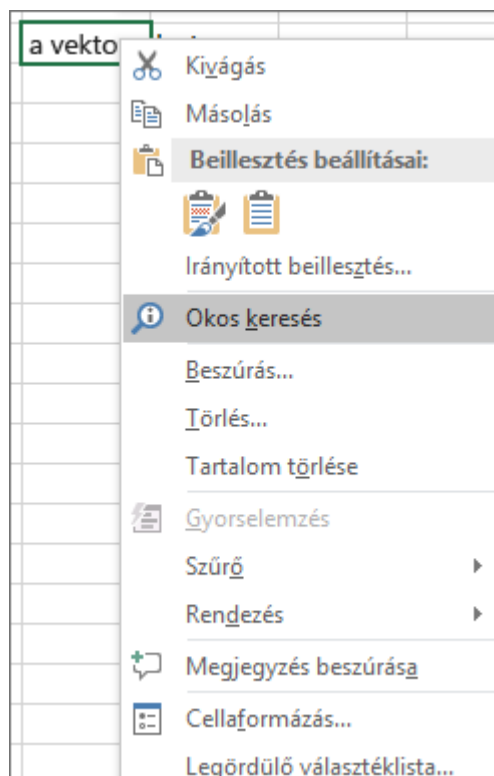 a vekto
Kivágás
Másolás
Beillesztés beállításai:
Irányított beillesztés...
Okos keresés
Beszúrás...
Törlés...
Tartalom törlése
Gyorselemzés
Szűrő
Rendezés
Megjegyzés beszúrása
Cellaformázás...
Legördülő választéklista...